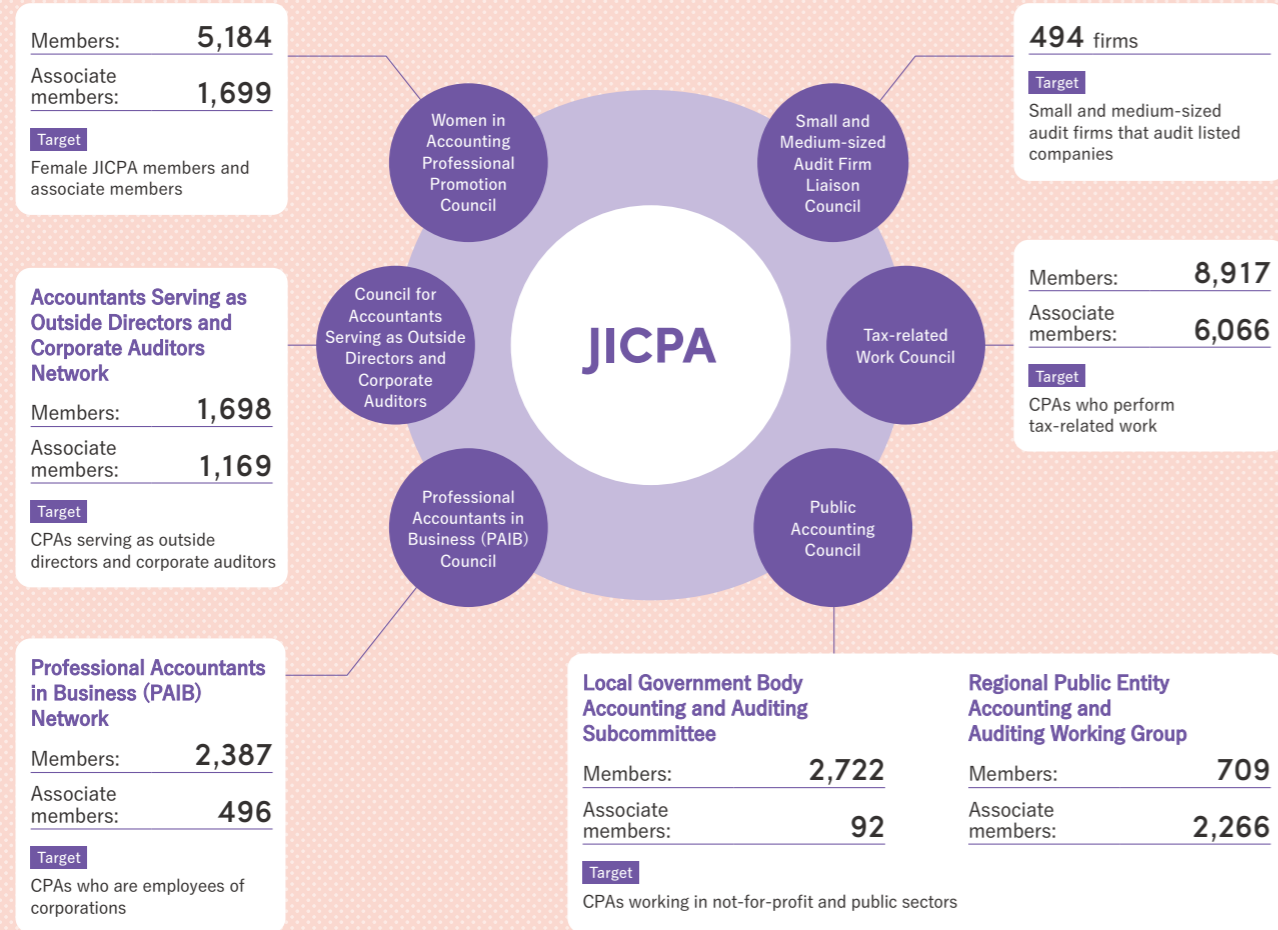 Members: 5,184
Associate
members: 1,699
Target
Female JICPA members and
associate members
Women in
Accounting
Professional
Promotion
Council
Small and
Medium-sized
Audit Firm
Liaison
Council
494 firms
Target
Small and medium-sized
audit firms that audit listed
companies
Accountants Serving as
Outside Directors and
Corporate Auditors
Network
Members: 1,698
Associate
members: 1,169
Target
CPAs serving as outside
directors and corporate auditors
Council for
Accountants
Serving as Outside
Directors and
Corporate
Auditors
JICPA
Tax-related
Work Council
Members: 8,917
Associate
members: 6,066
Target
CPAs who perform
tax-related work
Professional
Accountants in
Business (PAIB)
Council
Public
Accounting
Council
Professional Accountants
in Business (PAIB)
Network
Members: 2,387
Associate
members: 496
Target
CPAs who are employees of
corporations
Local Government Body
Accounting and Auditing
Subcommittee
Members: 2,722
Associate
members: 92
Regional Public Entity
Accounting and
Auditing Working Group
Members: 709
Associate
members: 2,266
Target
CPAs working in not-for-profit and public sectors